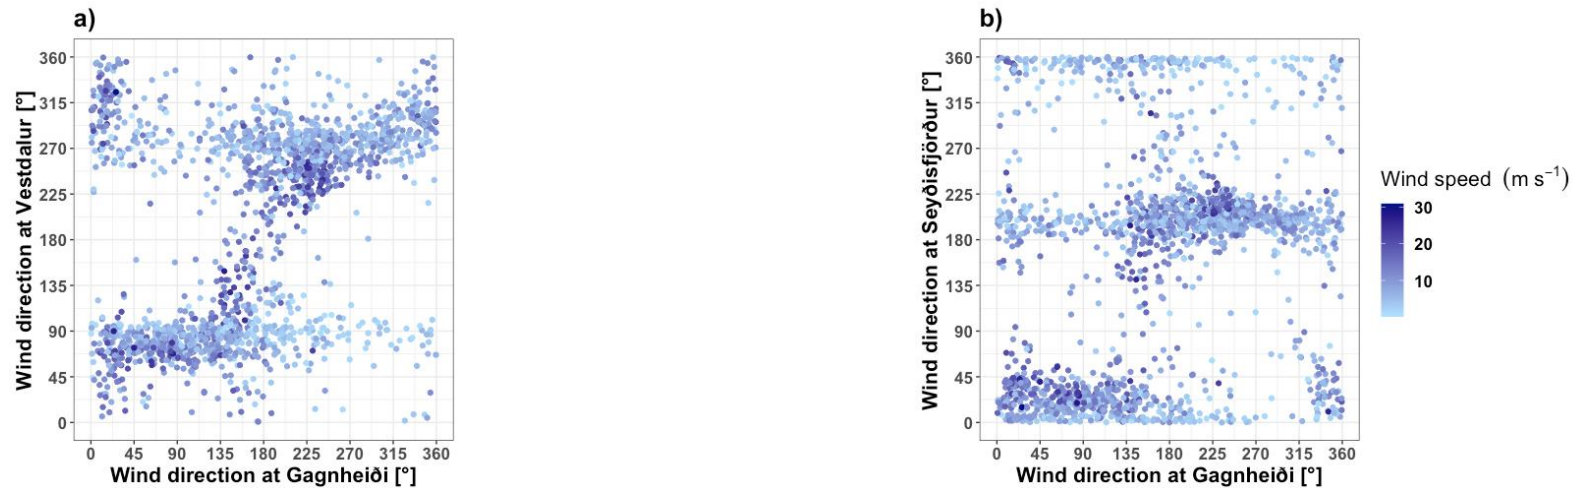 a)
360
315
270
225
180
135
90
45
0
Wind direction at Vestdalur [°]
0 45 90 135 180 225 270 315 360
Wind direction at Gagnheiði [°]
b)
360
315
270
225
180
135
90
45
0
Wind direction at Seyðisfjörður [°]
0 45 90 135 180 225 270 315 360
Wind direction at Gagnheiði [°]
Wind speed (m s⁻¹)
30
20
10